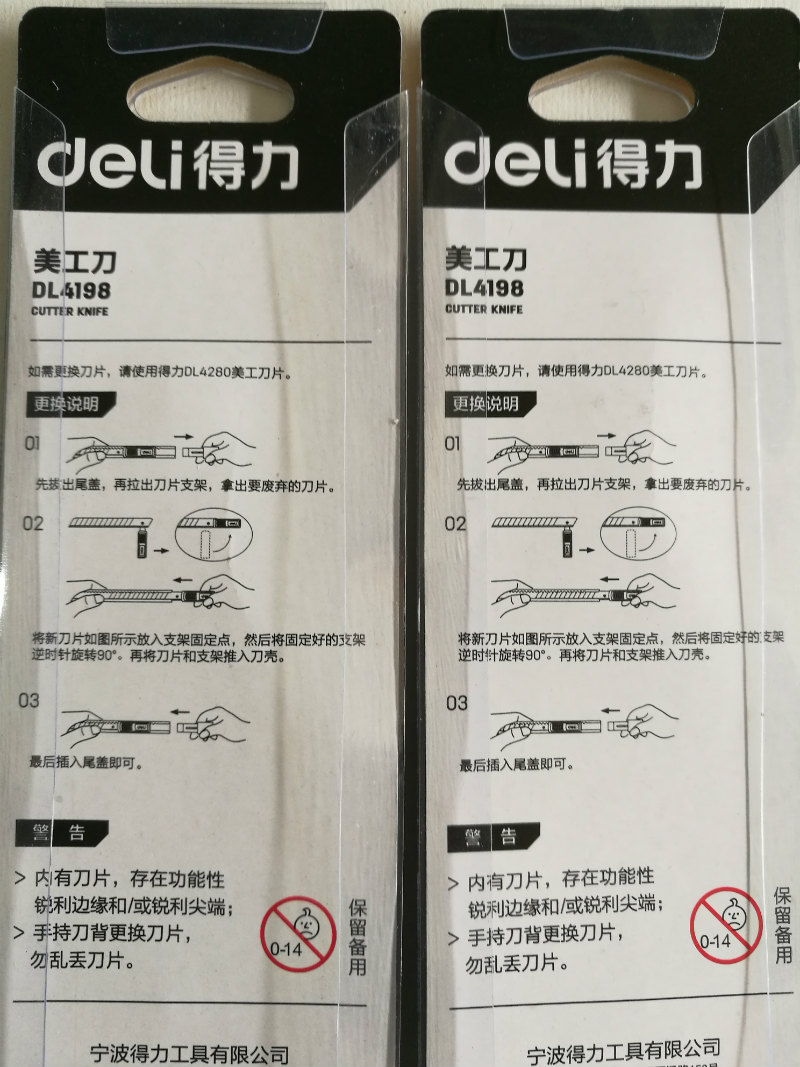 deli得力
美工刀
DL4198
CUTTER KNIFE
如需更换刀片，请使用得力DL4280美工刀片。
更换说明
01
先拔出尾盖，再拉出刀片支架，拿出要废弃的刀片。
02
将新刀片如图所示放入支架固定点，然后将固定好的支架
逆时针旋转90°。再将刀片和支架推入刀壳。
03
最后插入尾盖即可。
警 告
> 内有刀片，存在功能性
锐利边缘和/或锐利尖端；
> 手持刀背更换刀片，
勿乱丢刀片。
0-14
保留备用
宁波得力工具有限公司
deli得力
美工刀
DL4198
CUTTER KNIFE
如需更换刀片，请使用得力DL4280美工刀片。
更换说明
01
先拔出尾盖，再拉出刀片支架，拿出要废弃的刀片。
02
将新刀片如图所示放入支架固定点，然后将固定好的支架
逆时针旋转90°。再将刀片和支架推入刀壳。
03
最后插入尾盖即可。
警 告
> 内有刀片，存在功能性
锐利边缘和/或锐利尖端；
> 手持刀背更换刀片，
勿乱丢刀片。
0-14
保留备用
宁波得力工具有限公司